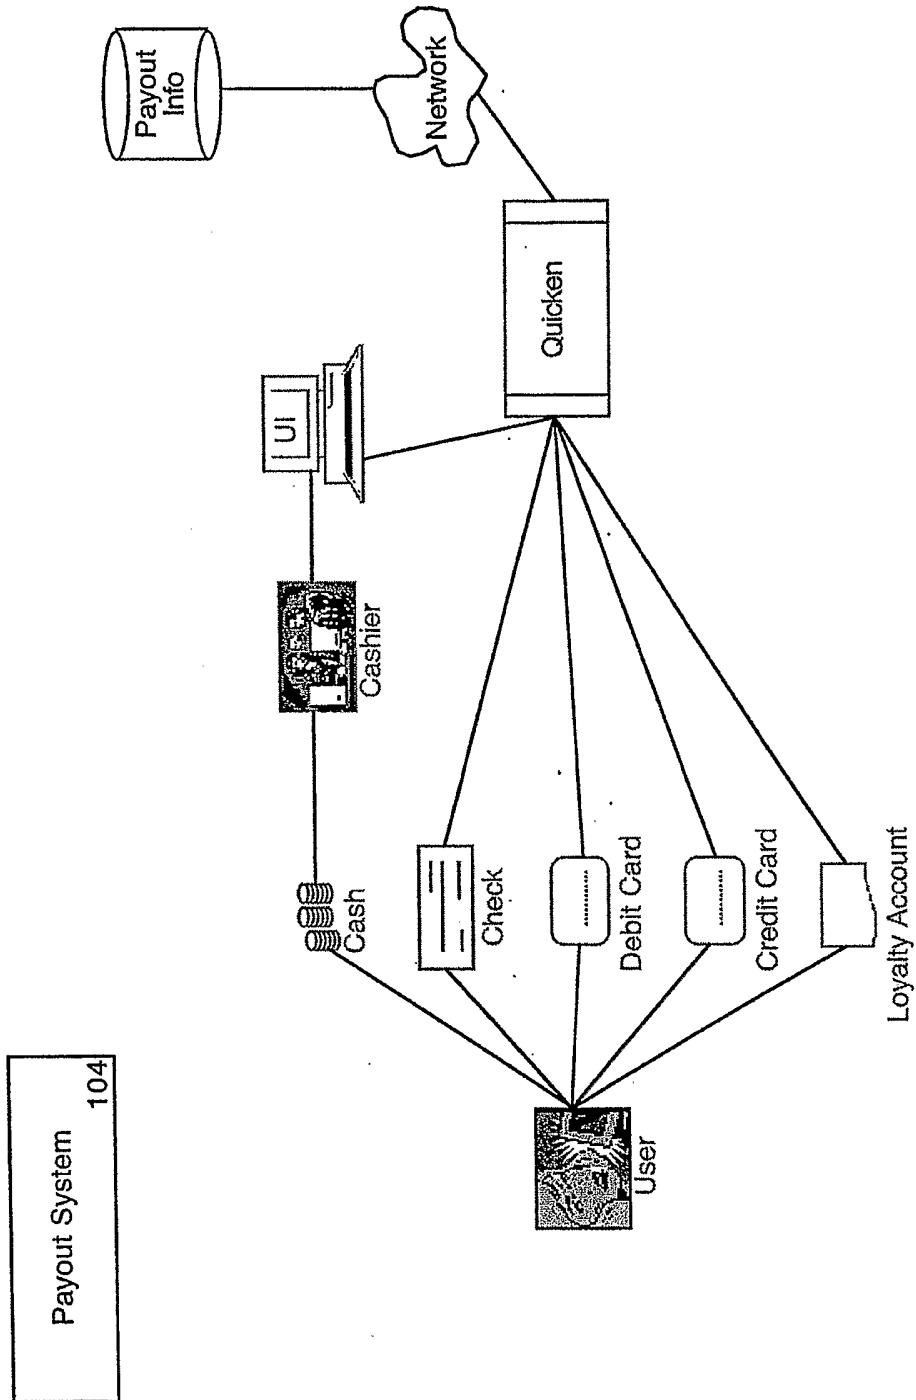 Payout System
104
Payout
Info
Network
UI
Quicken
Cashier
Cash
Check
Debit Card
Credit Card
Loyalty Account
User